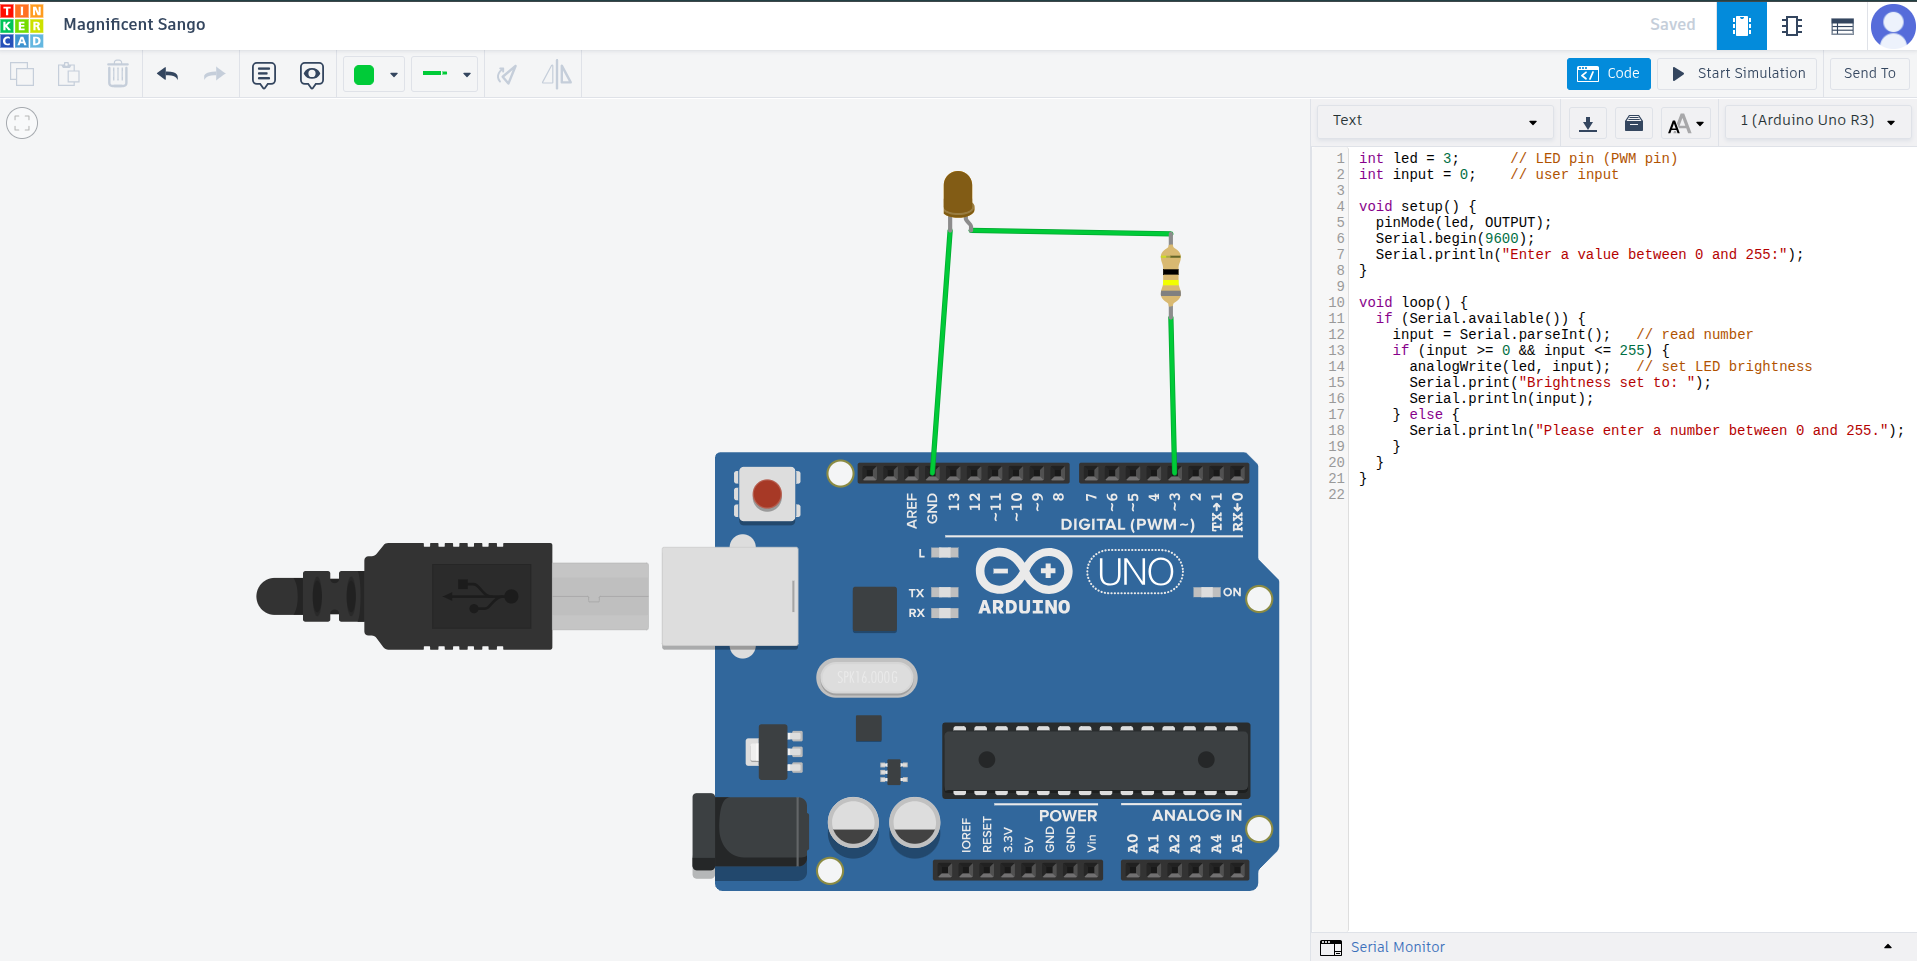 TIN
KER
CAD
Magnificent Sango
Saved
Code
Start Simulation
Send To
Text
1 (Arduino Uno R3)
1 int led = 3;      // LED pin (PWM pin)
2 int input = 0;    // user input
3
4 void setup() {
5   pinMode(led, OUTPUT);
6   Serial.begin(9600);
7   Serial.println("Enter a value between 0 and 255:");
8 }
9
10 void loop() {
11   if (Serial.available()) {
12     input = Serial.parseInt();   // read number
13     if (input >= 0 && input <= 255) {
14       analogWrite(led, input);   // set LED brightness
15       Serial.print("Brightness set to: ");
16       Serial.println(input);
17     } else {
18       Serial.println("Please enter a number between 0 and 255.");
19     }
20   }
21 }
22
AREF GND 13 12 ~11 ~10 ~9 8 7 ~6 ~5 4 ~3 2 TX→1 RX←0
DIGITAL (PWM~)
L
TX
RX
UNO
ON
ARDUINO
SPK16.000G
POWER
ANALOG IN
IOREF RESET 3.3V 5V GND GND Vin A0 A1 A2 A3 A4 A5
Serial Monitor